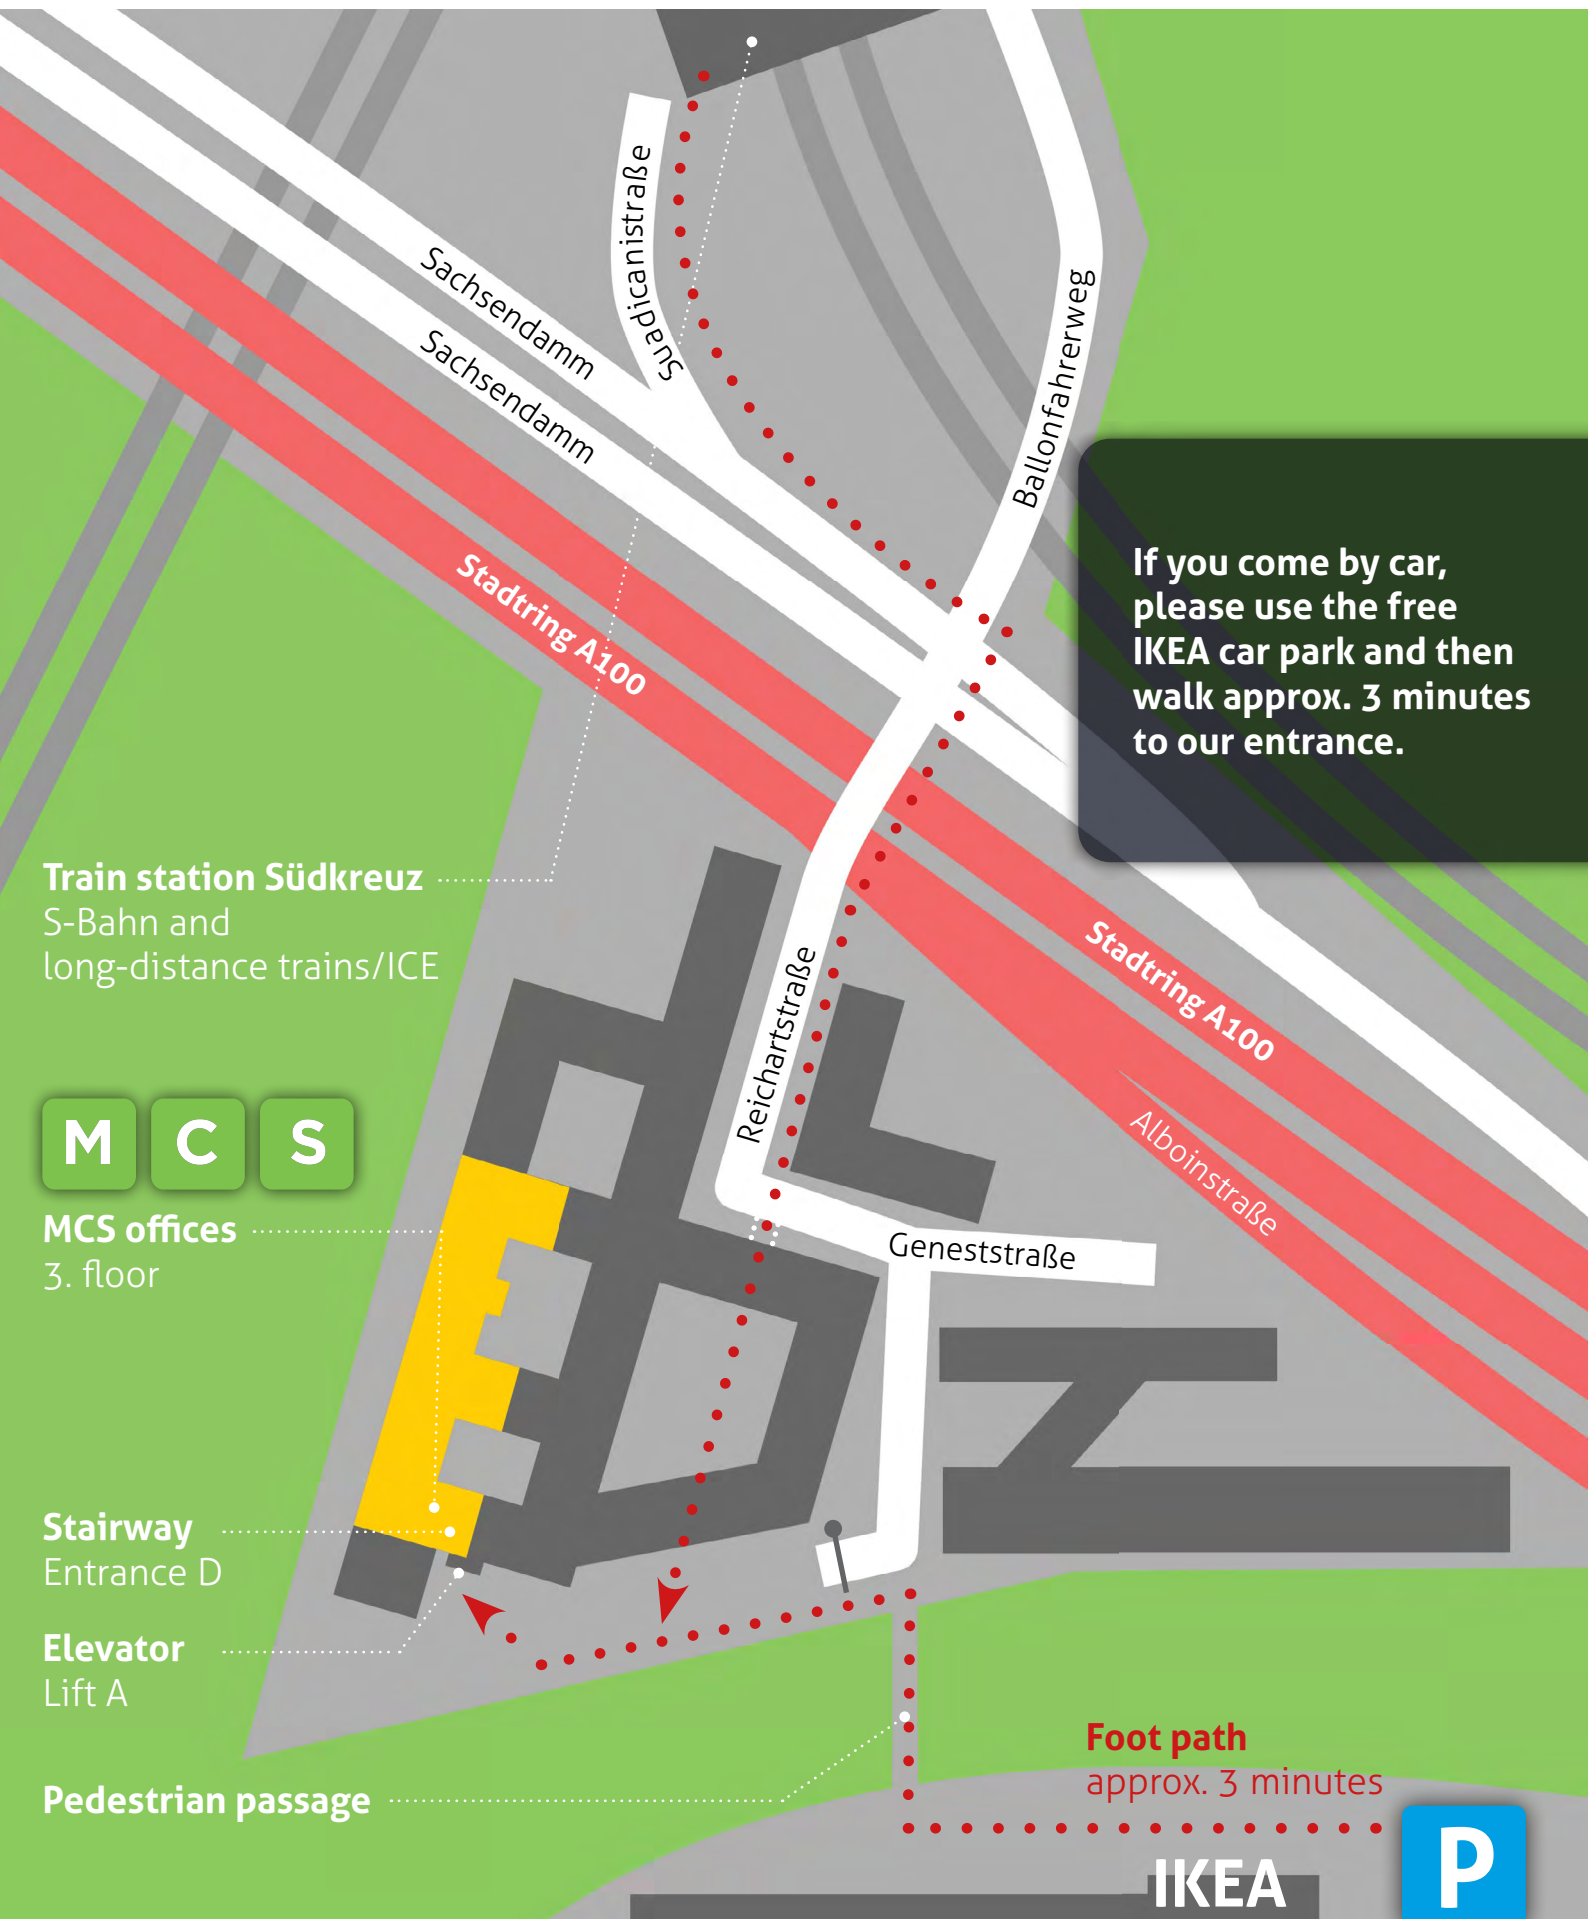 Suadicanistraße
Sachsendamm
Sachsendamm
Ballonfahrerweg
Stadtring A100
If you come by car,
please use the free
IKEA car park and then
walk approx. 3 minutes
to our entrance.
Train station Südkreuz
S-Bahn and
long-distance trains/ICE
Reichartstraße
Stadtring A100
Alboinstraße
M C S
MCS offices
3. floor
Geneststraße
Stairway
Entrance D
Elevator
Lift A
Pedestrian passage
Foot path
approx. 3 minutes
IKEA
P